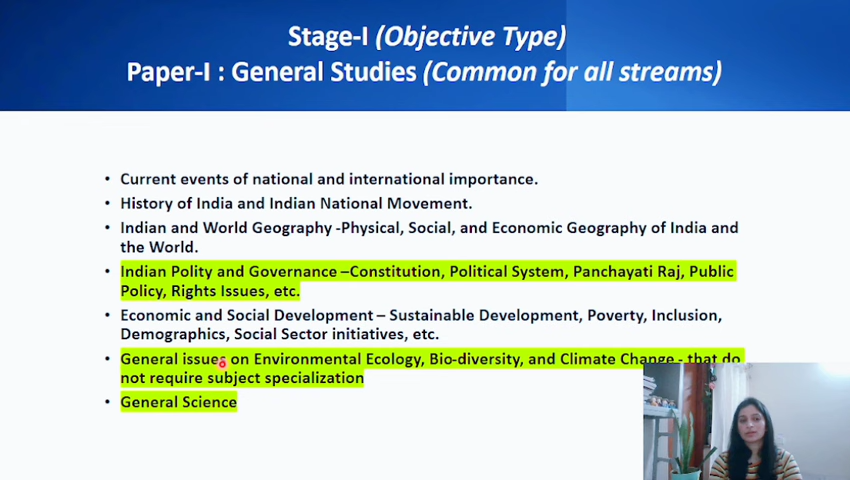 Stage-I (Objective Type)
Paper-I : General Studies (Common for all streams)
• Current events of national and international importance.
• History of India and Indian National Movement.
• Indian and World Geography -Physical, Social, and Economic Geography of India and
the World.
• Indian Polity and Governance –Constitution, Political System, Panchayati Raj, Public
Policy, Rights Issues, etc.
• Economic and Social Development – Sustainable Development, Poverty, Inclusion,
Demographics, Social Sector initiatives, etc.
• General issues on Environmental Ecology, Bio-diversity, and Climate Change - that do
not require subject specialization
• General Science